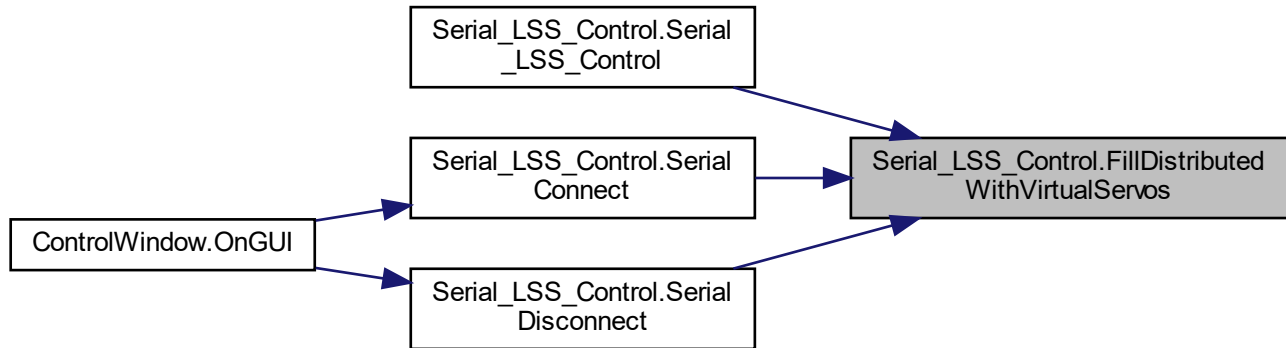 Serial_LSS_Control.Serial
_LSS_Control
Serial_LSS_Control.Serial
Connect
Serial_LSS_Control.FillDistributed
WithVirtualServos
ControlWindow.OnGUI
Serial_LSS_Control.Serial
Disconnect